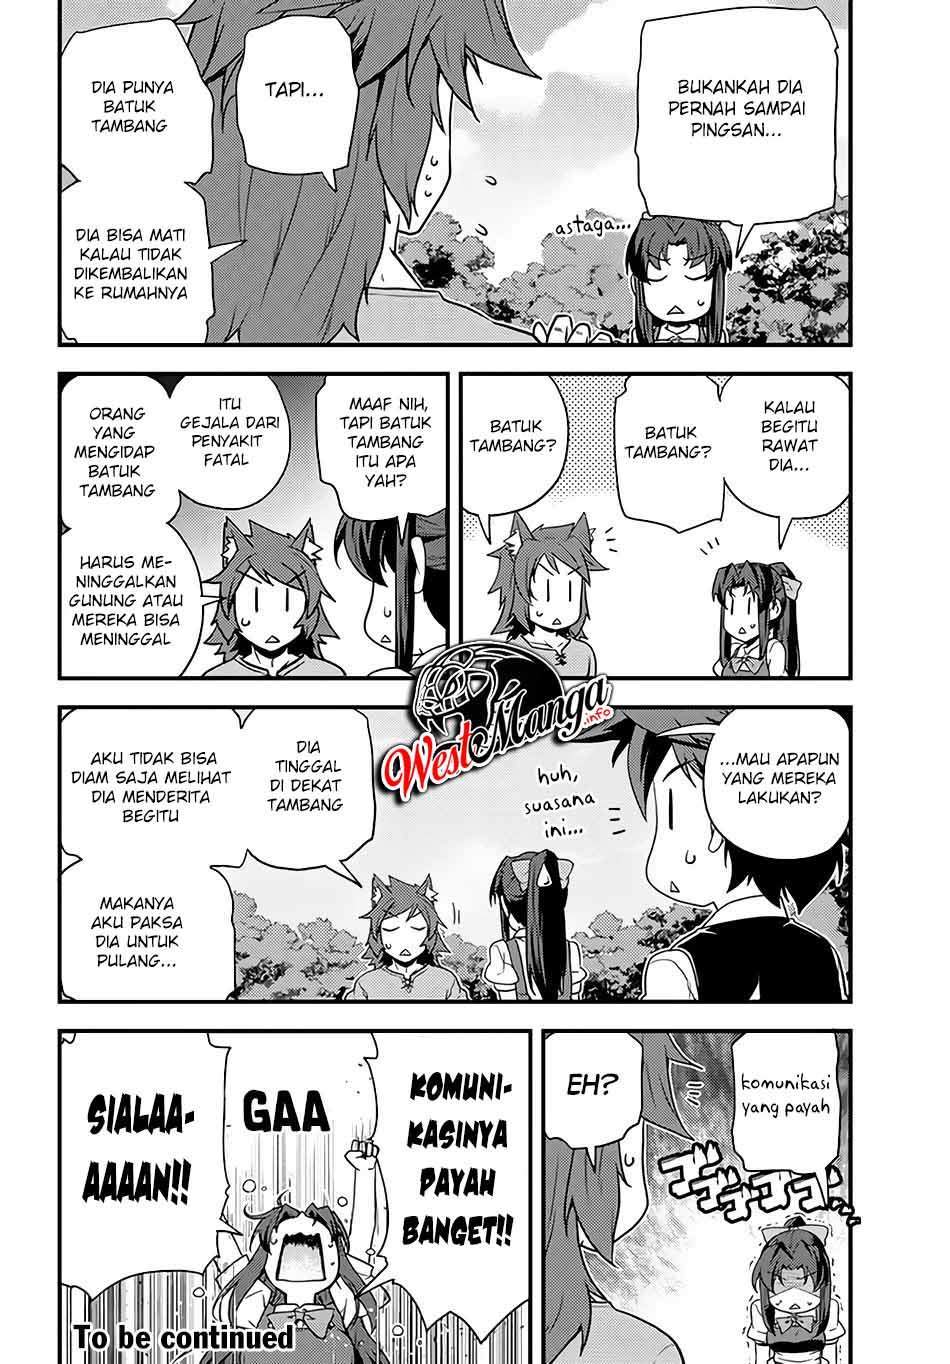 BUKANKAH DIA
PERNAH SAMPAI
PINGSAN...
astaga...
TAPI...
DIA PUNYA
BATUK
TAMBANG
DIA BISA MATI
KALAU TIDAK
DIKEMBALIKAN
KE RUMAHNYA
KALAU
BEGITU
RAWAT
DIA...
BATUK
TAMBANG?
BATUK
TAMBANG?
MAAF NIH,
TAPI BATUK
TAMBANG
ITU APA
YAH?
ITU
GEJALA DARI
PENYAKIT
FATAL
ORANG
YANG
MENGIDAP
BATUK
TAMBANG
HARUS ME-
NINGGALKAN
GUNUNG ATAU
MEREKA BISA
MENINGGAL
WestManga
.info
...MAU APAPUN
YANG MEREKA
LAKUKAN?
huh,
suasana
ini...
DIA
TINGGAL
DI DEKAT
TAMBANG
AKU TIDAK BISA
DIAM SAJA MELIHAT
DIA MENDERITA
BEGITU
MAKANYA
AKU PAKSA
DIA UNTUK
PULANG...
komunikasi
yang payah
EH?
KOMUNI-
KASINYA
PAYAH
BANGET!!
GAA
SIALAA-
AAAAN!!
To be continued